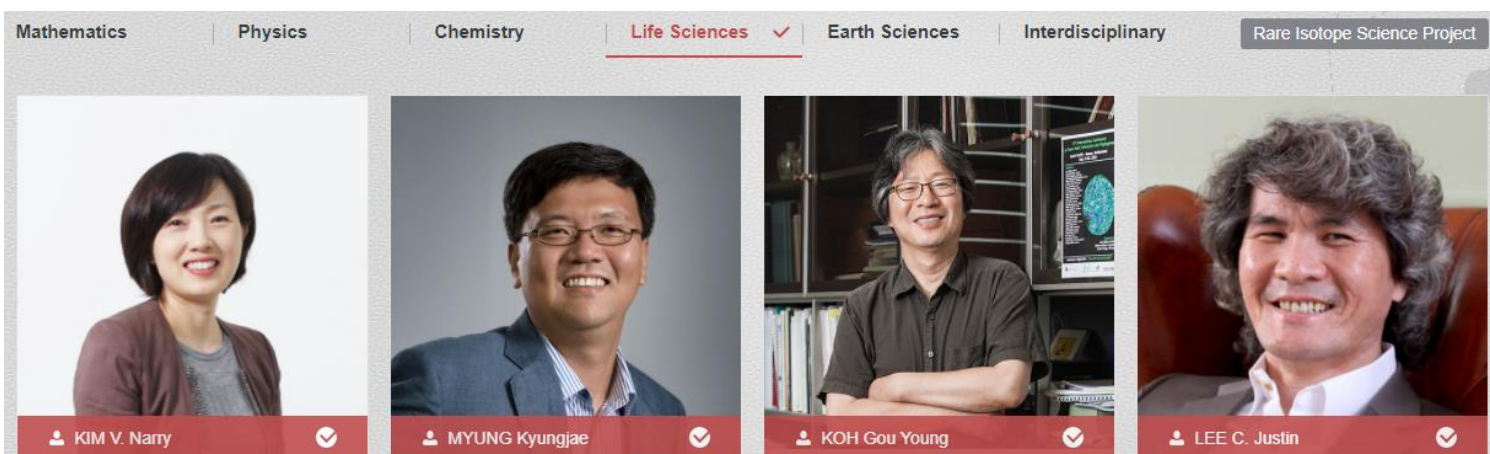 Mathematics Physics Chemistry Life Sciences Earth Sciences Interdisciplinary Rare Isotope Science Project
KIM V. Narry MYUNG Kyungjae KOH Gou Young LEE C. Justin